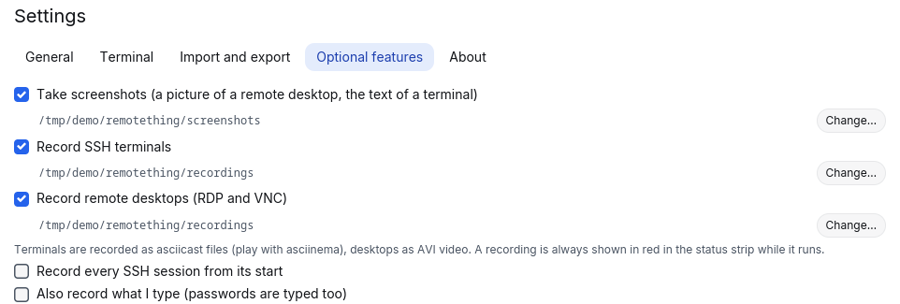 Settings
General Terminal Import and export Optional features About
Take screenshots (a picture of a remote desktop, the text of a terminal)
/tmp/demo/remotething/screenshots Change...
Record SSH terminals
/tmp/demo/remotething/recordings Change...
Record remote desktops (RDP and VNC)
/tmp/demo/remotething/recordings Change...
Terminals are recorded as asciicast files (play with asciinema), desktops as AVI video. A recording is always shown in red in the status strip while it runs.
Record every SSH session from its start
Also record what I type (passwords are typed too)